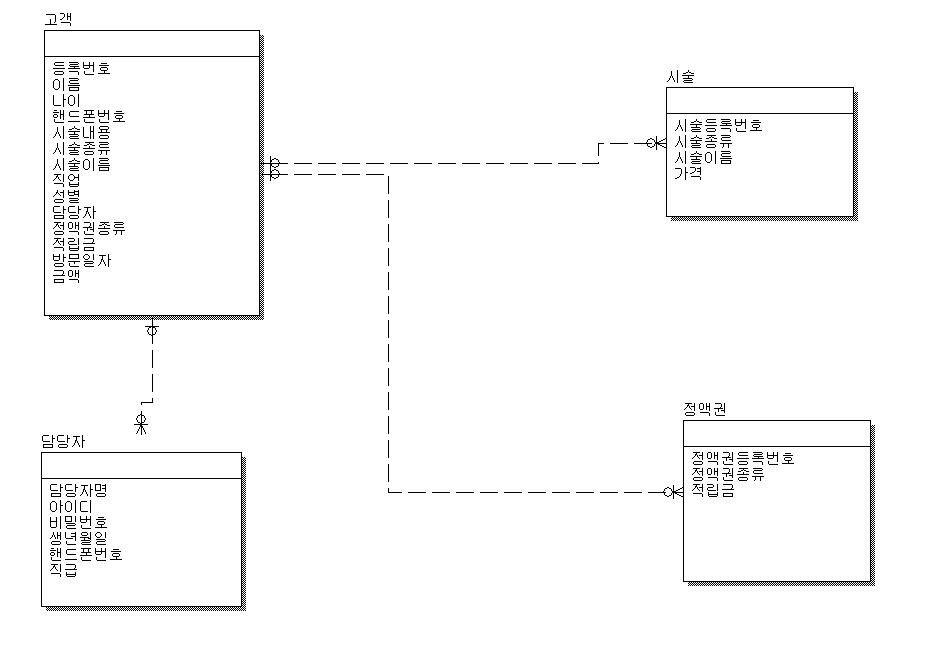 고객
등록번호
이름
나이
핸드폰번호
시술내용
시술종류
시술이름
직업
성별
담당자
정액권종류
적립금
방문일자
금액
시술
시술등록번호
시술종류
시술이름
가격
담당자
담당자명
아이디
비밀번호
생년월일
핸드폰번호
직급
정액권
정액권등록번호
정액권종류
적립금